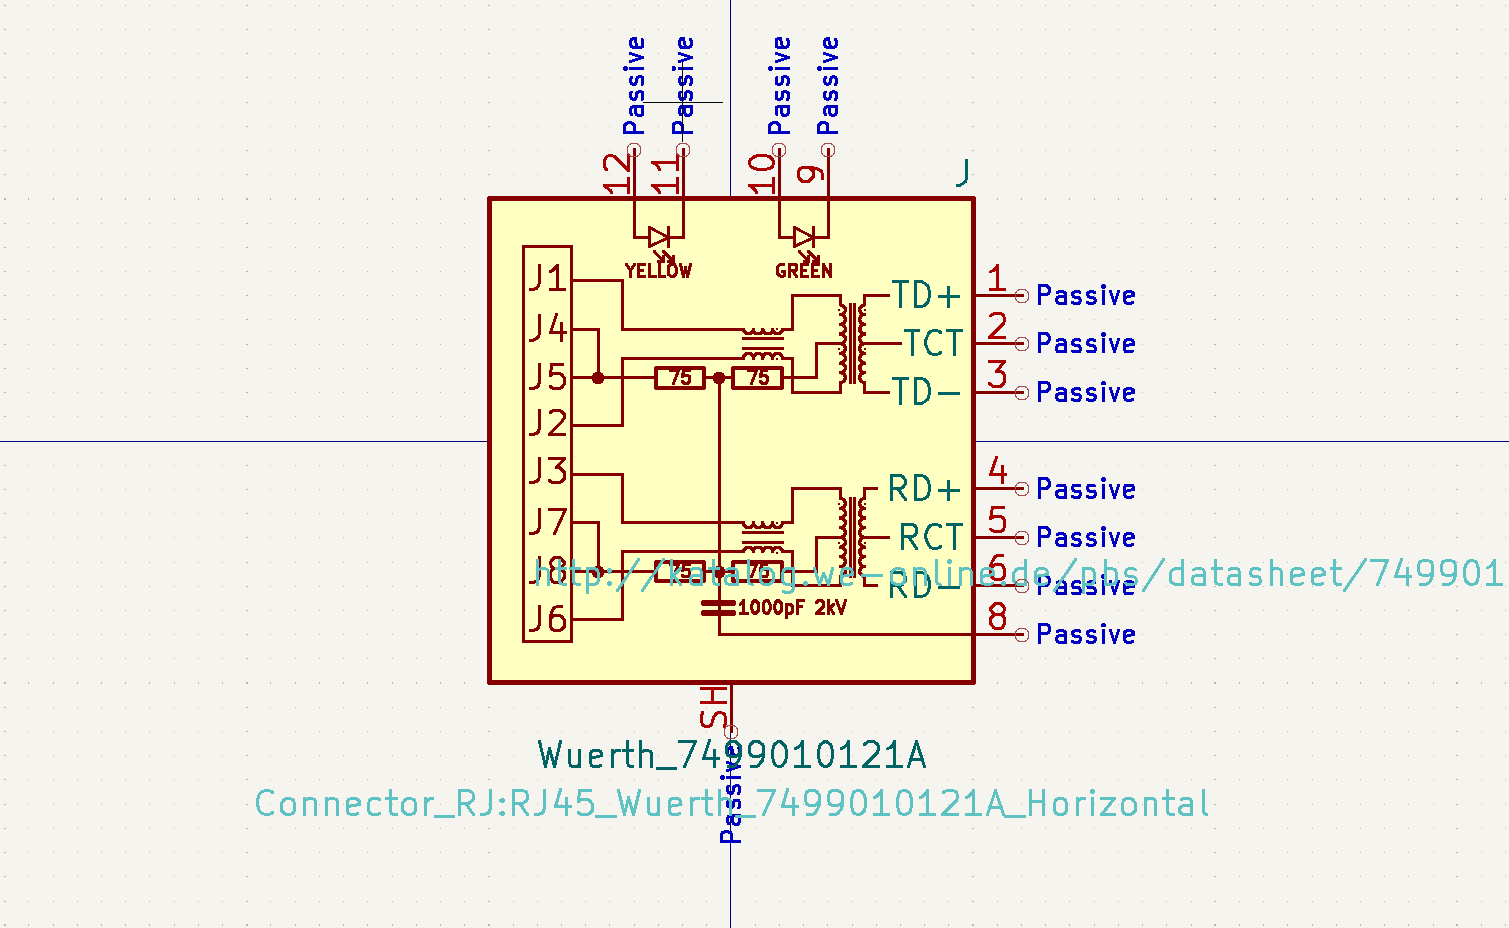 Passive
Passive
Passive
Passive
12
11
10
9
J
YELLOW
GREEN
J1
J4
J5
J2
J3
J7
J8
J6
75
75
75
75
1000pF 2kV
TD+
TCT
TD-
RD+
RCT
RD-
1
Passive
2
Passive
3
Passive
4
Passive
5
Passive
6
Passive
8
Passive
http://katalog.we-online.de/pbs/datasheet/749901
SH
Passive
Wuerth_7499010121A
Connector_RJ:RJ45_Wuerth_7499010121A_Horizontal